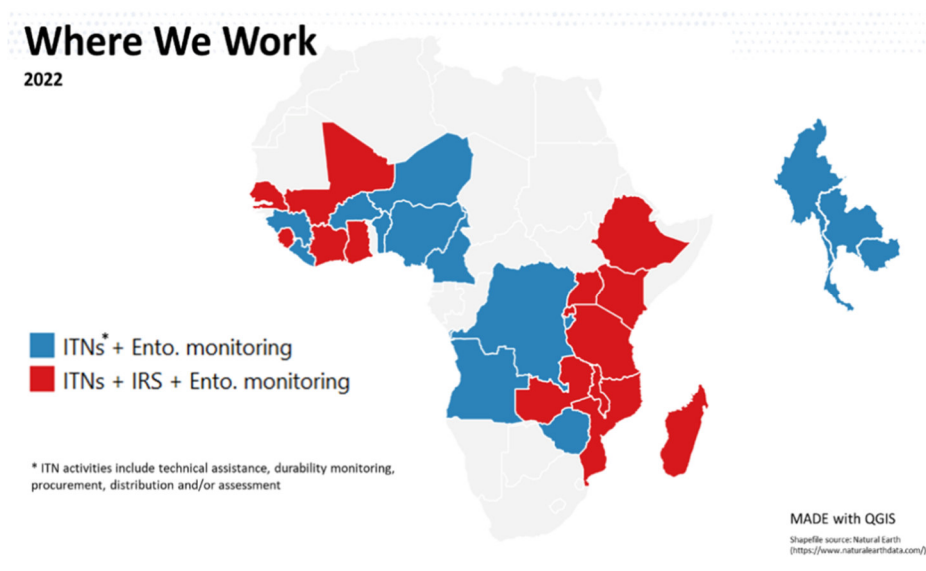 Where We Work
2022
ITNs* + Ento. monitoring
ITNs + IRS + Ento. monitoring
* ITN activities include technical assistance, durability monitoring,
procurement, distribution and/or assessment
MADE with QGIS
Shapefile source: Natural Earth
(https://www.naturalearthdata.com/)